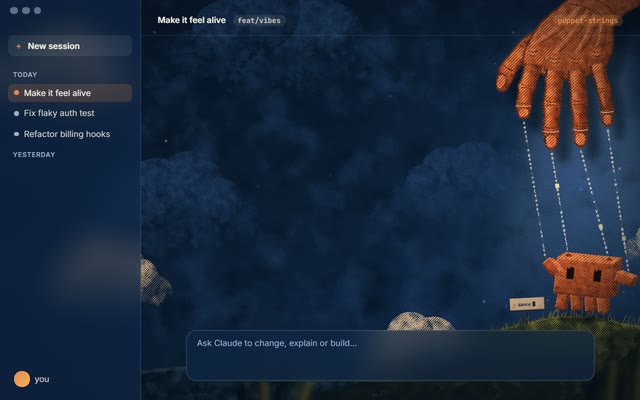 Make it feel alive
feat/vibes
puppet-strings
+ New session
TODAY
Make it feel alive
Fix flaky auth test
Refactor billing hooks
YESTERDAY
dance
Ask Claude to change, explain or build...
you